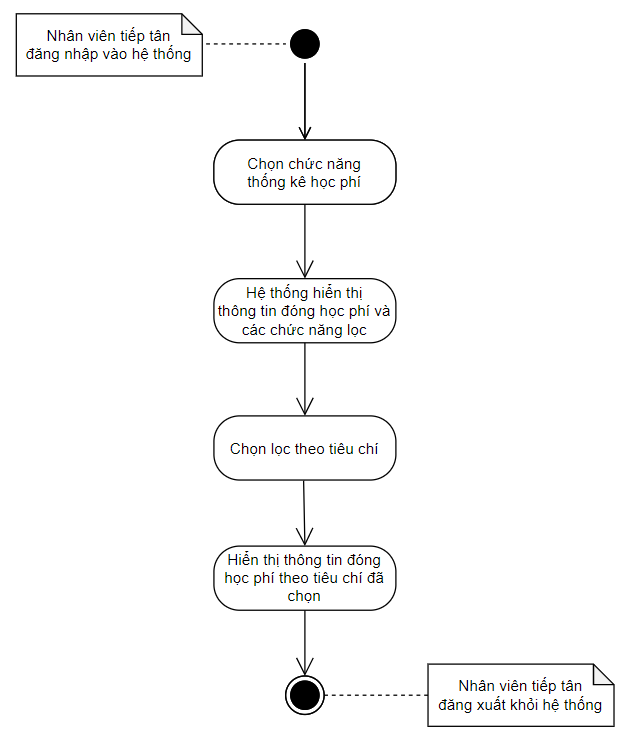 Nhân viên tiếp tân
đăng nhập vào hệ thống
Chọn chức năng
thống kê học phí
Hệ thống hiển thị
thông tin đóng học phí và
các chức năng lọc
Chọn lọc theo tiêu chí
Hiển thị thông tin đóng
học phí theo tiêu chí đã
chọn
Nhân viên tiếp tân
đăng xuất khỏi hệ thống